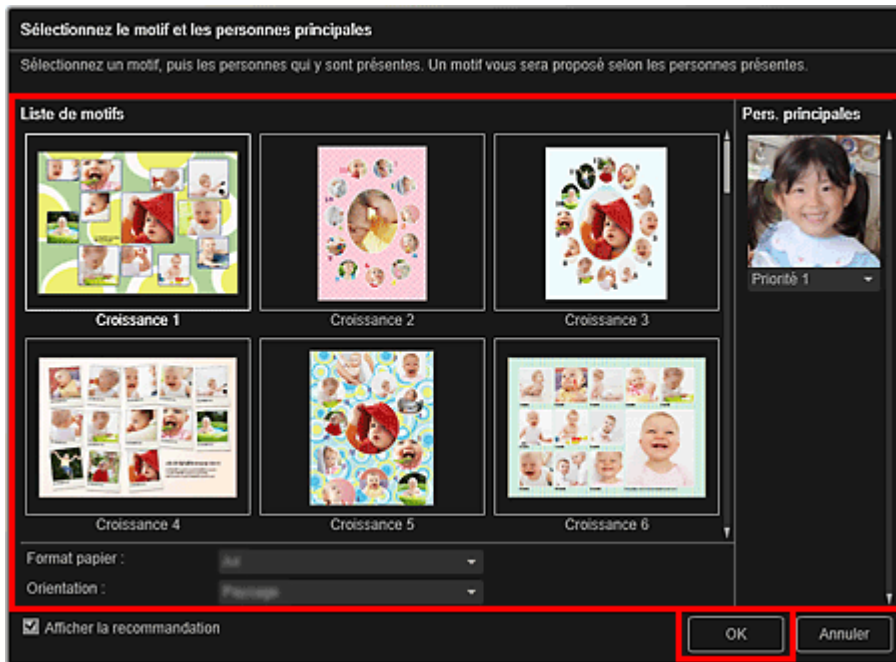 Sélectionnez le motif et les personnes principales
Sélectionnez un motif, puis les personnes qui y sont présentes. Un motif vous sera proposé selon les personnes présentes.
Liste de motifs
Pers. principales
Croissance 1
Croissance 2
Croissance 3
Priorité 1
Croissance 4
Croissance 5
Croissance 6
Format papier :
Orientation :
Afficher la recommandation
OK
Annuler